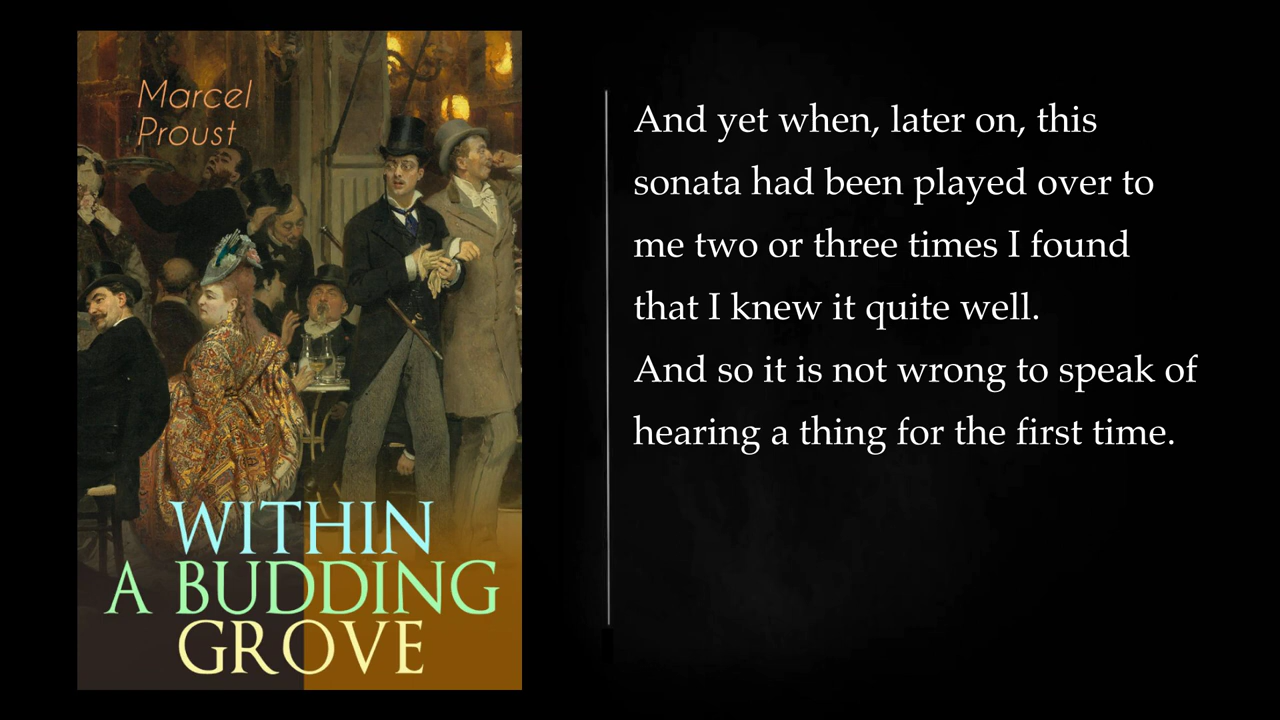 Marcel
Proust
WITHIN
A BUDDING
GROVE
And yet when, later on, this
sonata had been played over to
me two or three times I found
that I knew it quite well.
And so it is not wrong to speak of
hearing a thing for the first time.